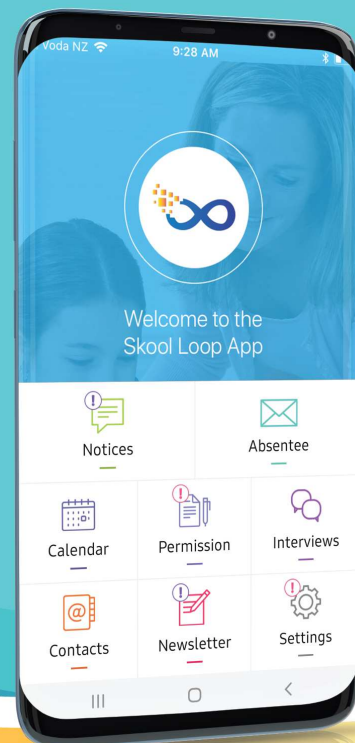 Voda NZ
9:28 AM
Welcome to the
Skool Loop App
Notices
Absentee
Calendar
Permission
Interviews
Contacts
Newsletter
Settings